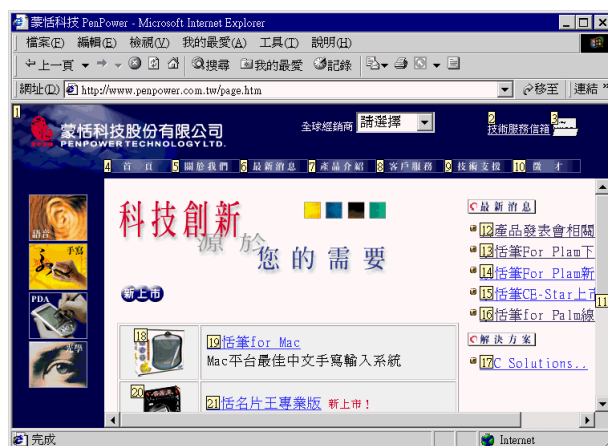 蒙恬科技 PenPower - Microsoft Internet Explorer
檔案(F) 編輯(E) 檢視(V) 我的最愛(A) 工具(T) 說明(H)
上一頁 搜尋 我的最愛 記錄
網址(D) http://www.penpower.com.tw/page.htm 移至 連結 »
1
蒙恬科技股份有限公司
PENPOWER TECHNOLOGY LTD.
全球經銷商 請選擇
2 3
技術服務信箱
4 首頁 5 關於我們 6 最新消息 7 產品介紹 8 客戶服務 9 技術支援 10 徵才
語音
手寫
PDA
光學
科技創新
源於
您的需要
新上市
18
19 恬筆for Mac
Mac平台最佳中文手寫輸入系統
20
21 恬名片王專業版 新上市！
最新消息
12 產品發表會相關
13 恬筆For Plam下
14 恬筆For Plam新
15 恬筆CE-Star上市
11
16 恬筆for Palm線
解決方案
17 C Solutions..
完成 Internet